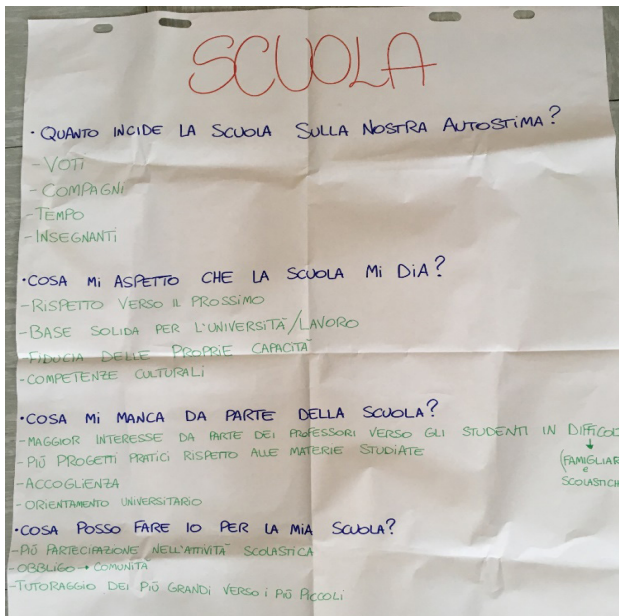 SCUOLA
· QUANTO INCIDE LA SCUOLA SULLA NOSTRA AUTOSTIMA?
- VOTI
- COMPAGNI
- TEMPO
- INSEGNANTI
· COSA Mi ASPETTO CHE LA SCUOLA Mi DiA?
- RiSPETTO VERSO IL PROSSIMO
- BASE SOLIDA PER L'UNIVERSITÀ/LAVORO
- FIDUCIA DELLE PROPRIE CAPACITÀ
- COMPETENZE CULTURALi
· COSA Mi MANCA DA PARTE DELLA SCUOLA?
- MAGGIOR INTERESSE DA PARTE DEI PROFESSORI VERSO GLI STUDENTI IN DIFFICOL
- PIÙ PROGETTI PRATICI RISPETTO ALLE MATERIE STUDIATE
(FAMIGLIAR
e
SCOLASTICH
- ACCOGLIENZA
- ORIENTAMENTO UNIVERSITARIO
· COSA POSSO FARE IO PER LA MiA SCUOLA?
- PIÙ PARTECIPAZIONE NELL'ATTIVITÀ SCOLASTICA
- OBBLIGO → COMUNITÀ
- TUTORAGGIO DEI PIÙ GRANDI VERSO i PIÙ PICCOLI